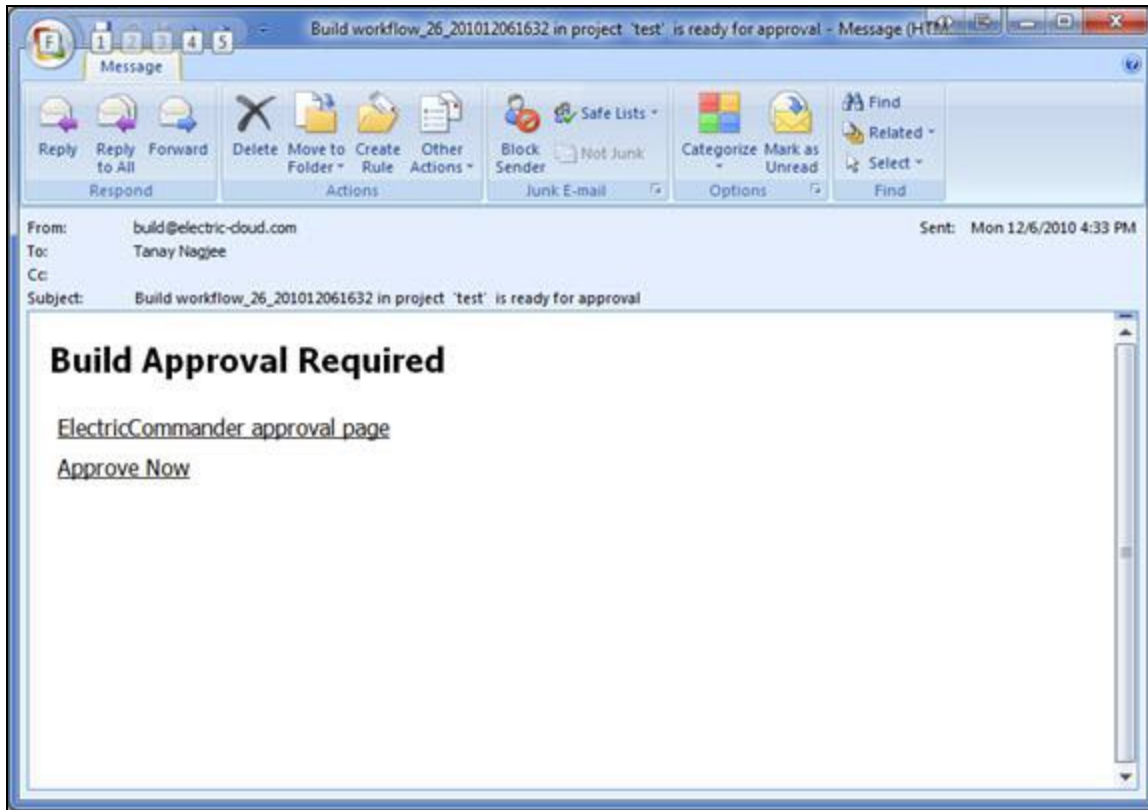 Build workflow_26_201012061632 in project 'test' is ready for approval - Message (HTM
F 1 2 3 4 5
Message
Reply
Reply to All
Forward
Delete
Move to Folder
Create Rule
Other Actions
Block Sender
Safe Lists
Not Junk
Categorize
Mark as Unread
Find
Related
Select
Respond
Actions
Junk E-mail
Options
Find
From: build@electric-cloud.com
Sent: Mon 12/6/2010 4:33 PM
To: Tanay Nagjee
Cc:
Subject: Build workflow_26_201012061632 in project 'test' is ready for approval
Build Approval Required
ElectricCommander approval page
Approve Now